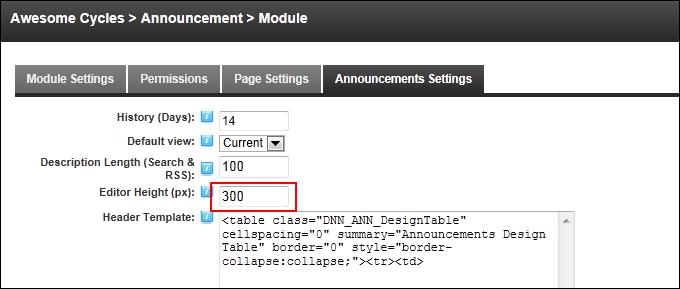 Awesome Cycles > Announcement > Module
Module Settings Permissions Page Settings Announcements Settings
History (Days): i 14
Default view: i Current
Description Length (Search & RSS): i 100
Editor Height (px): i 300
Header Template: i
<table class="DNN_ANN_DesignTable"
cellspacing="0" summary="Announcements Design
Table" border="0" style="border-
collapse:collapse;"><tr><td>